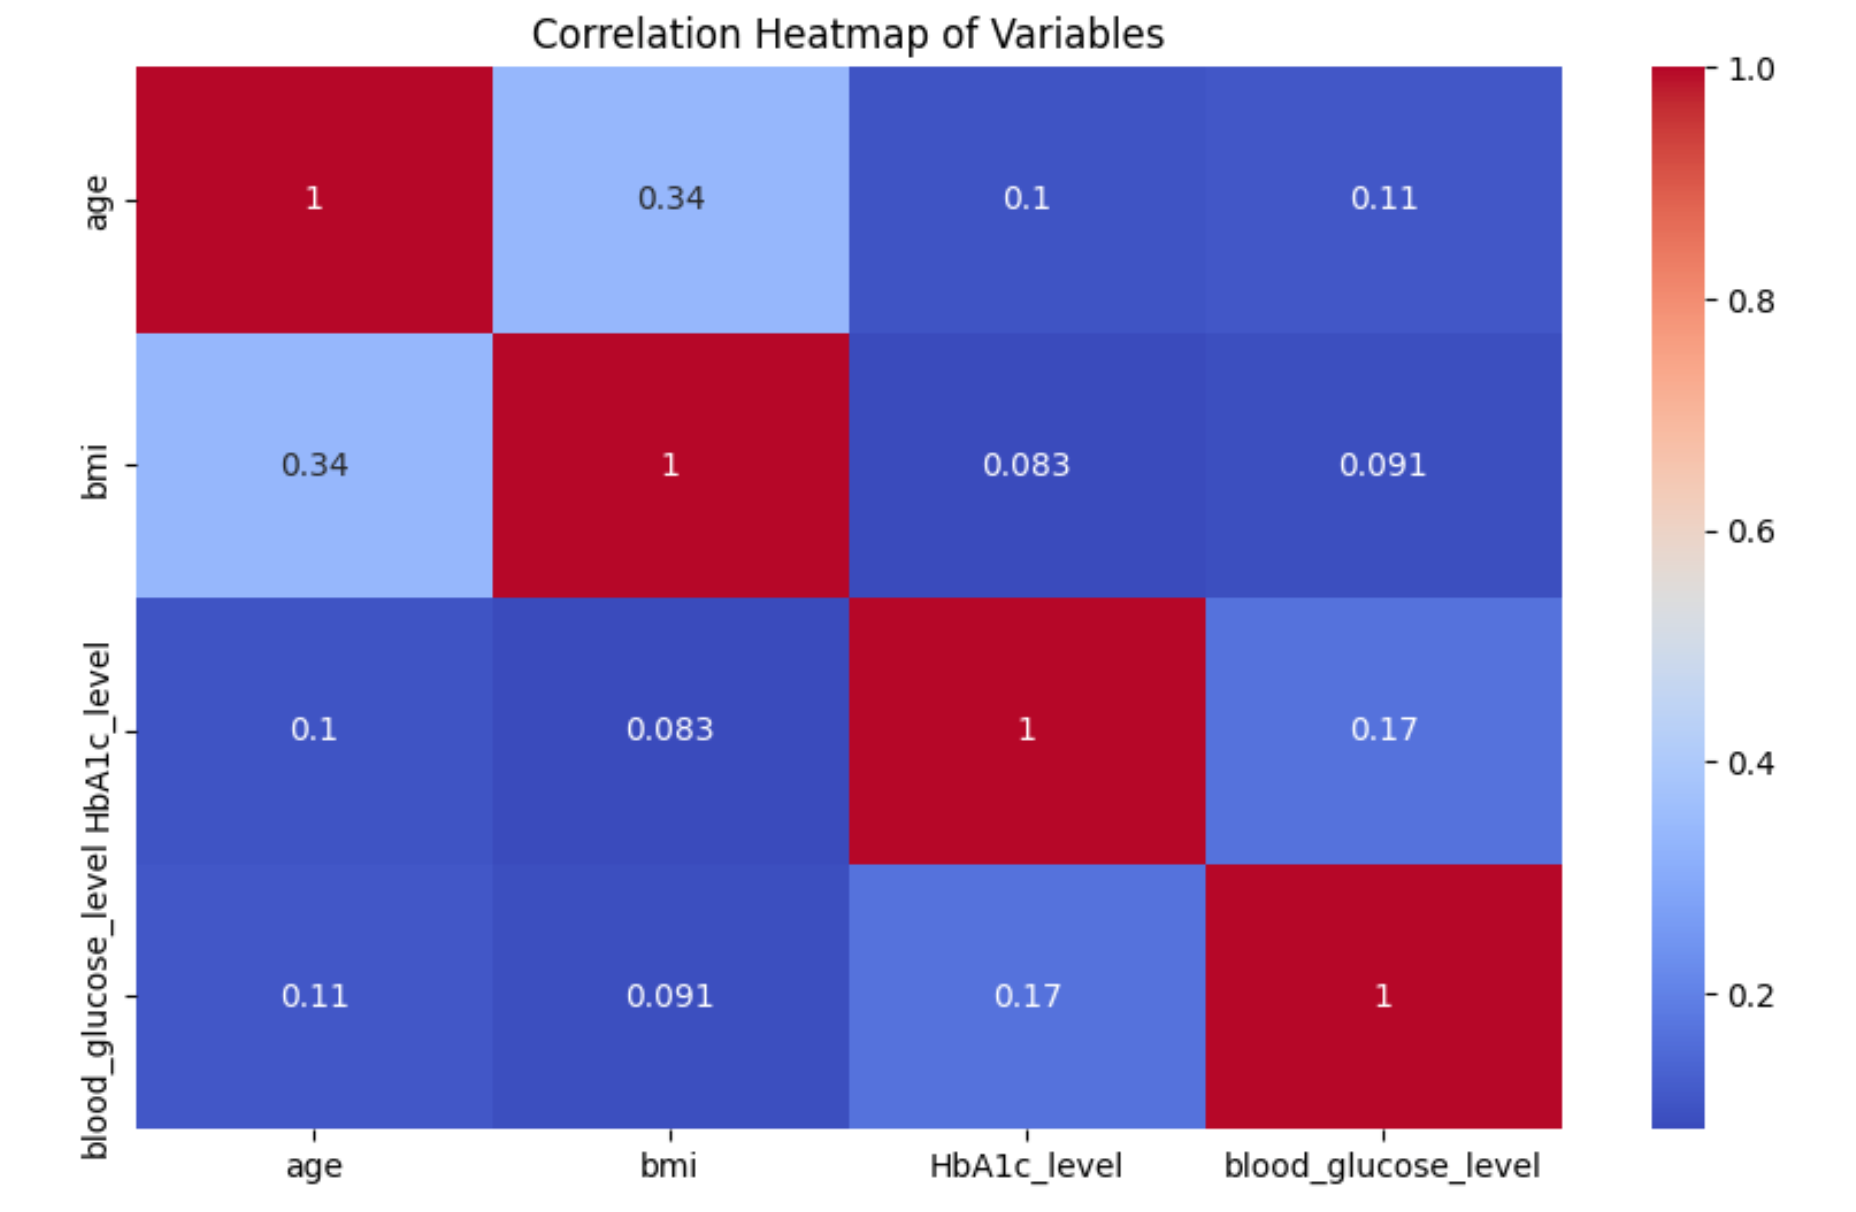 Correlation Heatmap of Variables
age 1 0.34 0.1 0.11
bmi 0.34 1 0.083 0.091
HbA1c_level 0.1 0.083 1 0.17
blood_glucose_level 0.11 0.091 0.17 1
age bmi HbA1c_level blood_glucose_level
1.0
0.8
0.6
0.4
0.2